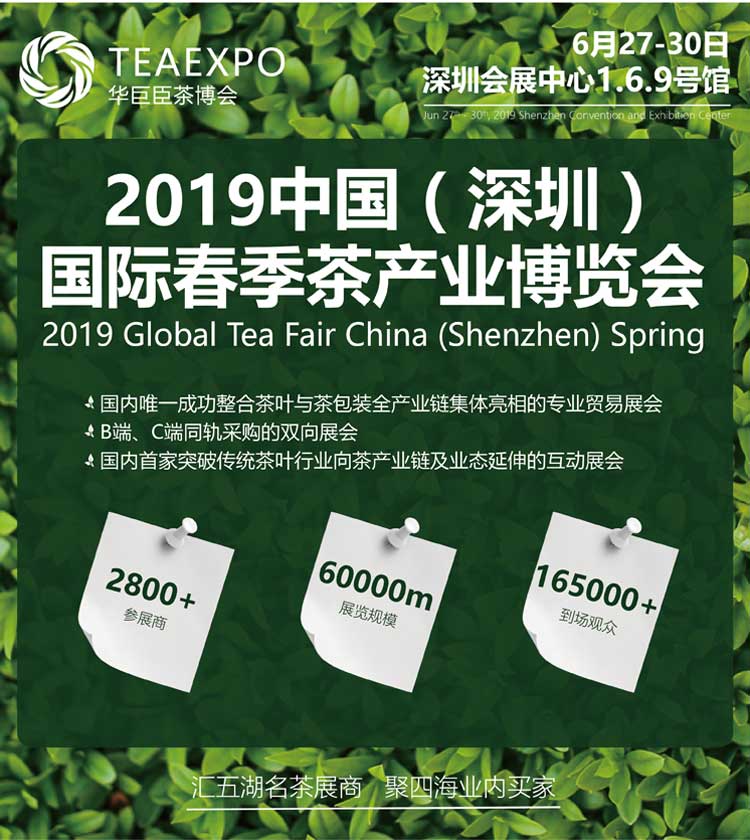 TEAEXPO
华巨臣茶博会
6月27-30日
深圳会展中心1.6.9号馆
Jun 27th - 30th, 2019 Shenzhen Convention and Exhibition Center
2019中国（深圳）
国际春季茶产业博览会
2019 Global Tea Fair China (Shenzhen) Spring
国内唯一成功整合茶叶与茶包装全产业链集体亮相的专业贸易展会
B端、C端同轨采购的双向展会
国内首家突破传统茶叶行业向茶产业链及业态延伸的互动展会
2800+
参展商
60000m
展览规模
165000+
到场观众
汇五湖名茶展商 聚四海业内买家